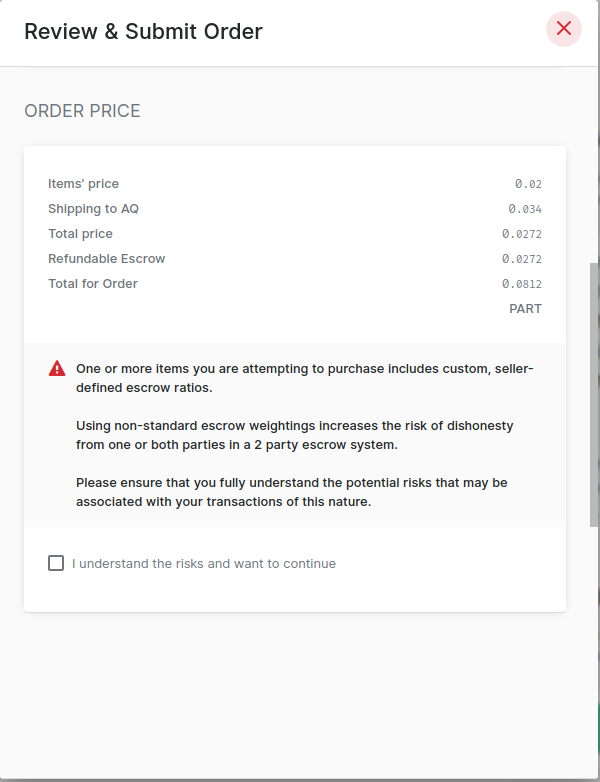 Review & Submit Order
ORDER PRICE
Items' price 0.02
Shipping to AQ 0.034
Total price 0.0272
Refundable Escrow 0.0272
Total for Order 0.0812
PART
One or more items you are attempting to purchase includes custom, seller-
defined escrow ratios.
Using non-standard escrow weightings increases the risk of dishonesty
from one or both parties in a 2 party escrow system.
Please ensure that you fully understand the potential risks that may be
associated with your transactions of this nature.
I understand the risks and want to continue